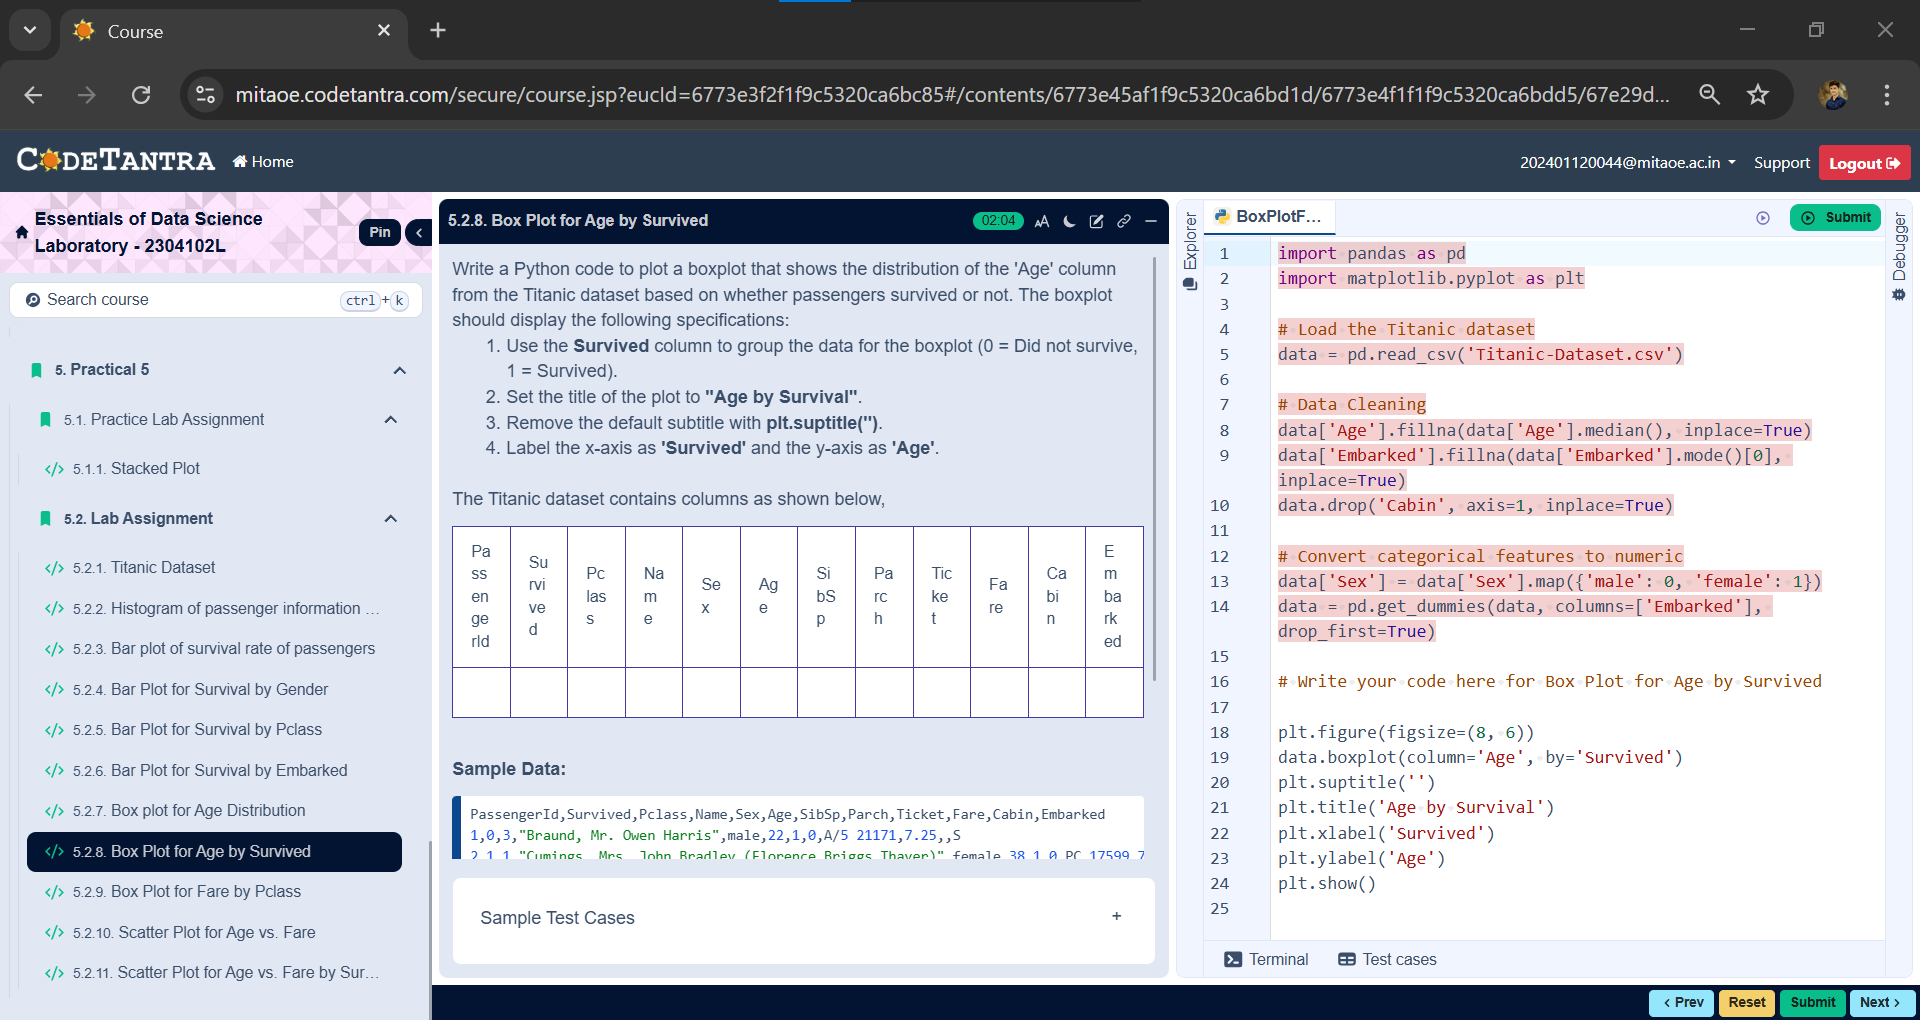 Course
mitaoe.codetantra.com/secure/course.jsp?eucId=6773e3f2f1f9c5320ca6bc85#/contents/6773e45af1f9c5320ca6bd1d/6773e4f1f1f9c5320ca6bdd5/67e29d...
CODETANTRA
Home
202401120044@mitaoe.ac.in
Support
Logout
Essentials of Data Science
Laboratory - 2304102L
Pin
Search course
ctrl + k
5. Practical 5
5.1. Practice Lab Assignment
5.1.1. Stacked Plot
5.2. Lab Assignment
5.2.1. Titanic Dataset
5.2.2. Histogram of passenger information ...
5.2.3. Bar plot of survival rate of passengers
5.2.4. Bar Plot for Survival by Gender
5.2.5. Bar Plot for Survival by Pclass
5.2.6. Bar Plot for Survival by Embarked
5.2.7. Box plot for Age Distribution
5.2.8. Box Plot for Age by Survived
5.2.9. Box Plot for Fare by Pclass
5.2.10. Scatter Plot for Age vs. Fare
5.2.11. Scatter Plot for Age vs. Fare by Sur...
5.2.8. Box Plot for Age by Survived
02:04
AA
Write a Python code to plot a boxplot that shows the distribution of the 'Age' column
from the Titanic dataset based on whether passengers survived or not. The boxplot
should display the following specifications:
1. Use the Survived column to group the data for the boxplot (0 = Did not survive,
1 = Survived).
2. Set the title of the plot to "Age by Survival".
3. Remove the default subtitle with plt.suptitle('').
4. Label the x-axis as 'Survived' and the y-axis as 'Age'.
The Titanic dataset contains columns as shown below,
PassengerId Survived Pclass Name Sex Age SibSp Parch Ticket Fare Cabin Embarked
Sample Data:
PassengerId,Survived,Pclass,Name,Sex,Age,SibSp,Parch,Ticket,Fare,Cabin,Embarked
1,0,3,"Braund, Mr. Owen Harris",male,22,1,0,A/5 21171,7.25,,S
2,1,1,"Cumings, Mrs. John Bradley (Florence Briggs Thayer)",female,38,1,0,PC 17599,7
Sample Test Cases
+
Explorer
BoxPlotF...
Submit
Debugger
1 import pandas as pd
2 import matplotlib.pyplot as plt
3
4 # Load the Titanic dataset
5 data = pd.read_csv('Titanic-Dataset.csv')
6
7 # Data Cleaning
8 data['Age'].fillna(data['Age'].median(), inplace=True)
9 data['Embarked'].fillna(data['Embarked'].mode()[0],
inplace=True)
10 data.drop('Cabin', axis=1, inplace=True)
11
12 # Convert categorical features to numeric
13 data['Sex'] = data['Sex'].map({'male': 0, 'female': 1})
14 data = pd.get_dummies(data, columns=['Embarked'],
drop_first=True)
15
16 # Write your code here for Box Plot for Age by Survived
17
18 plt.figure(figsize=(8, 6))
19 data.boxplot(column='Age', by='Survived')
20 plt.suptitle('')
21 plt.title('Age by Survival')
22 plt.xlabel('Survived')
23 plt.ylabel('Age')
24 plt.show()
25
Terminal
Test cases
< Prev
Reset
Submit
Next >